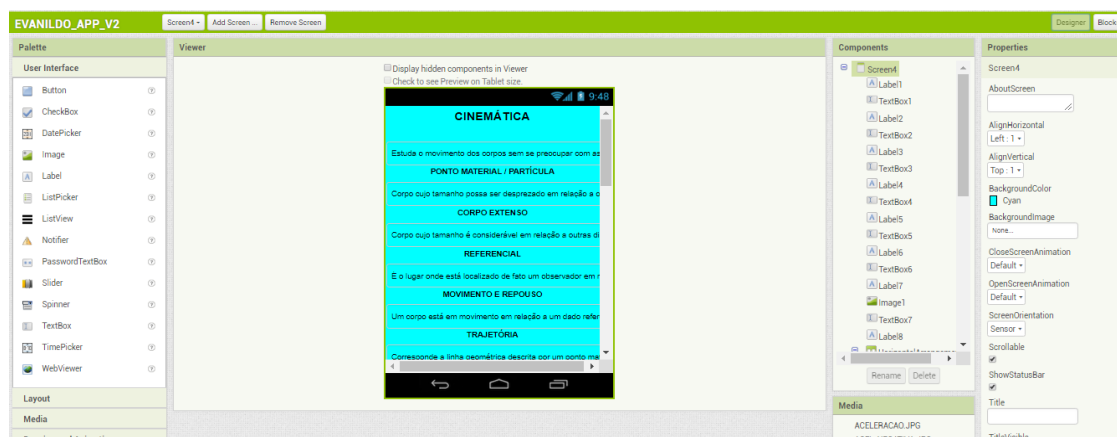 EVANILDO_APP_V2
Screen4
Add Screen ...
Remove Screen
Designer
Block
Palette
User Interface
Button
CheckBox
DatePicker
Image
Label
ListPicker
ListView
Notifier
PasswordTextBox
Slider
Spinner
TextBox
TimePicker
WebViewer
Layout
Media
Viewer
Display hidden components in Viewer
Check to see Preview on Tablet size.
9:48
CINEMÁTICA
Estuda o movimento dos corpos sem se preocupar com as
PONTO MATERIAL / PARTÍCULA
Corpo cujo tamanho possa ser desprezado em relação a o
CORPO EXTENSO
Corpo cujo tamanho é considerável em relação a outras di
REFERENCIAL
É o lugar onde está localizado de fato um observador em r
MOVIMENTO E REPOUSO
Um corpo está em movimento em relação a um dado refer
TRAJETÓRIA
Corresponde a linha geométrica descrita por um ponto ma
Components
Screen4
Label1
TextBox1
Label2
TextBox2
Label3
TextBox3
Label4
TextBox4
Label5
TextBox5
Label6
TextBox6
Label7
Image1
TextBox7
Label8
Rename
Delete
Media
ACELERACAO.JPG
Properties
Screen4
AboutScreen
AlignHorizontal
Left : 1
AlignVertical
Top : 1
BackgroundColor
Cyan
BackgroundImage
None...
CloseScreenAnimation
Default
OpenScreenAnimation
Default
ScreenOrientation
Sensor
Scrollable
ShowStatusBar
Title
TitleVisible